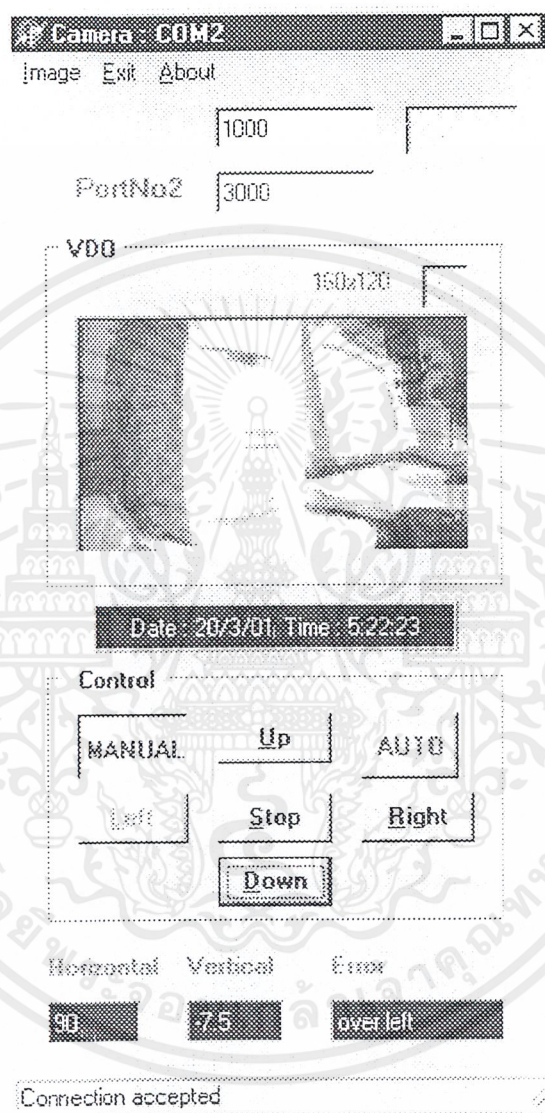 Camera : COM2
Image Exit About
1000
PortNo2 3000
VDO
160x120
Date : 20/3/01 Time : 5:22:23
Control
MANUAL Up AUTO
Left Stop Right
Down
Horizontal Vertical Error
90 -7.5 over left
Connection accepted